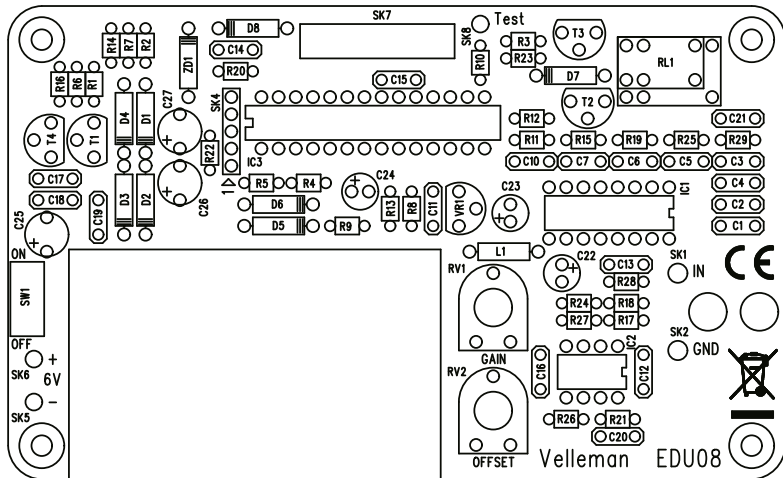 D8
SK7
SK8
Test
R14
R7
R2
ZD1
C14
R3
T3
R23
R20
R10
RL1
R16
R6
R1
C15
D7
SK4
C27
T2
D4
D1
R12
C21
T4
T1
R22
R11
R15
R19
R25
R29
IC3
C10
C7
C6
C5
C3
C17
R5
R4
C24
C4
1
D3
D2
C26
C23
IC1
C18
C19
D6
R13
R8
C11
VR1
C2
C25
D5
R9
C1
ON
L1
SK1
CE
RV1
C22
C13
IN
R28
SW1
R24
R18
R27
R17
OFF
SK2
GND
+
GAIN
IC2
SK6
6V
RV2
C16
C12
SK5
-
R26
R21
C20
OFFSET
Velleman EDU08